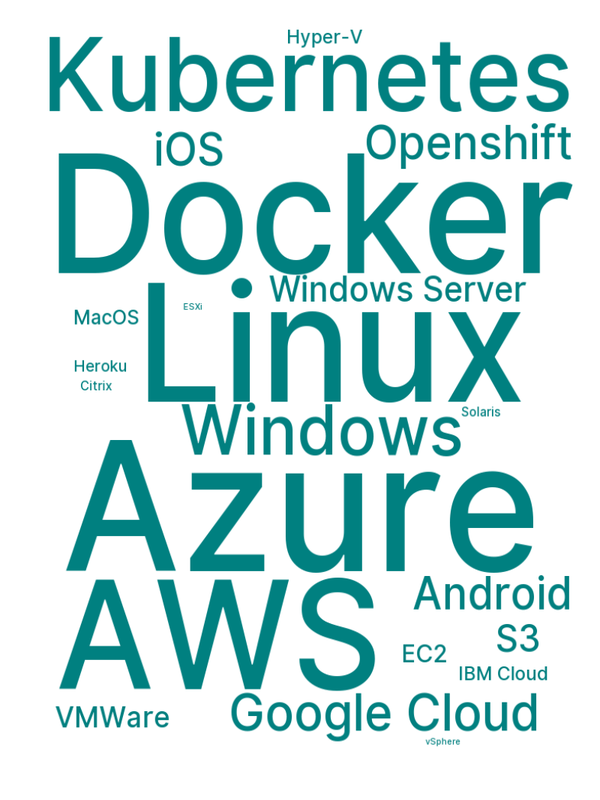 Hyper-V
Kubernetes
iOS
Openshift
Docker
Windows Server
MacOS
ESXi
Linux
Heroku
Citrix
Solaris
Windows
Azure
Android
AWS
S3
EC2
IBM Cloud
VMWare
Google Cloud
vSphere